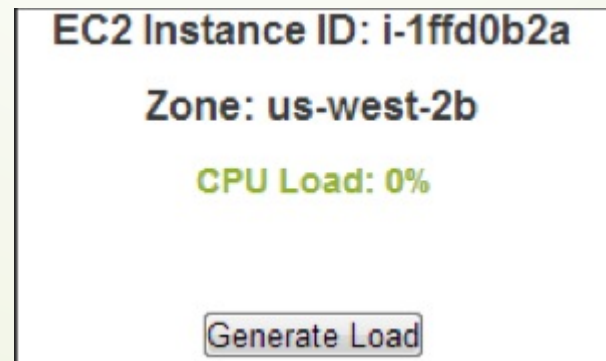 EC2 Instance ID: i-1ffd0b2a
Zone: us-west-2b
CPU Load: 0%
Generate Load